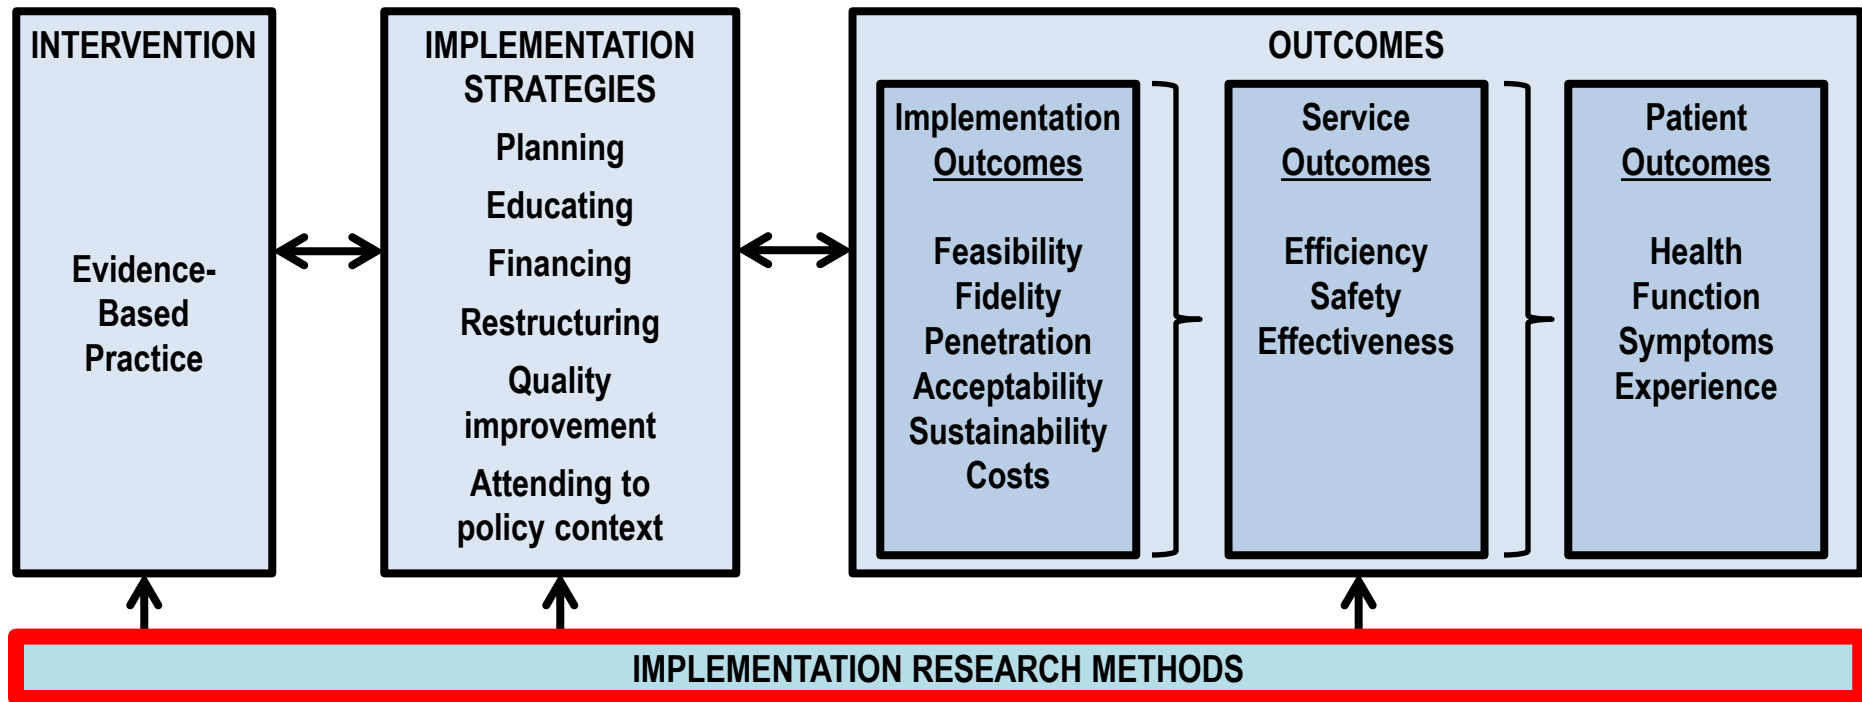 INTERVENTION
Evidence-
Based
Practice
IMPLEMENTATION
STRATEGIES
Planning
Educating
Financing
Restructuring
Quality
improvement
Attending to
policy context
OUTCOMES
Implementation
Outcomes
Feasibility
Fidelity
Penetration
Acceptability
Sustainability
Costs
Service
Outcomes
Efficiency
Safety
Effectiveness
Patient
Outcomes
Health
Function
Symptoms
Experience
IMPLEMENTATION RESEARCH METHODS